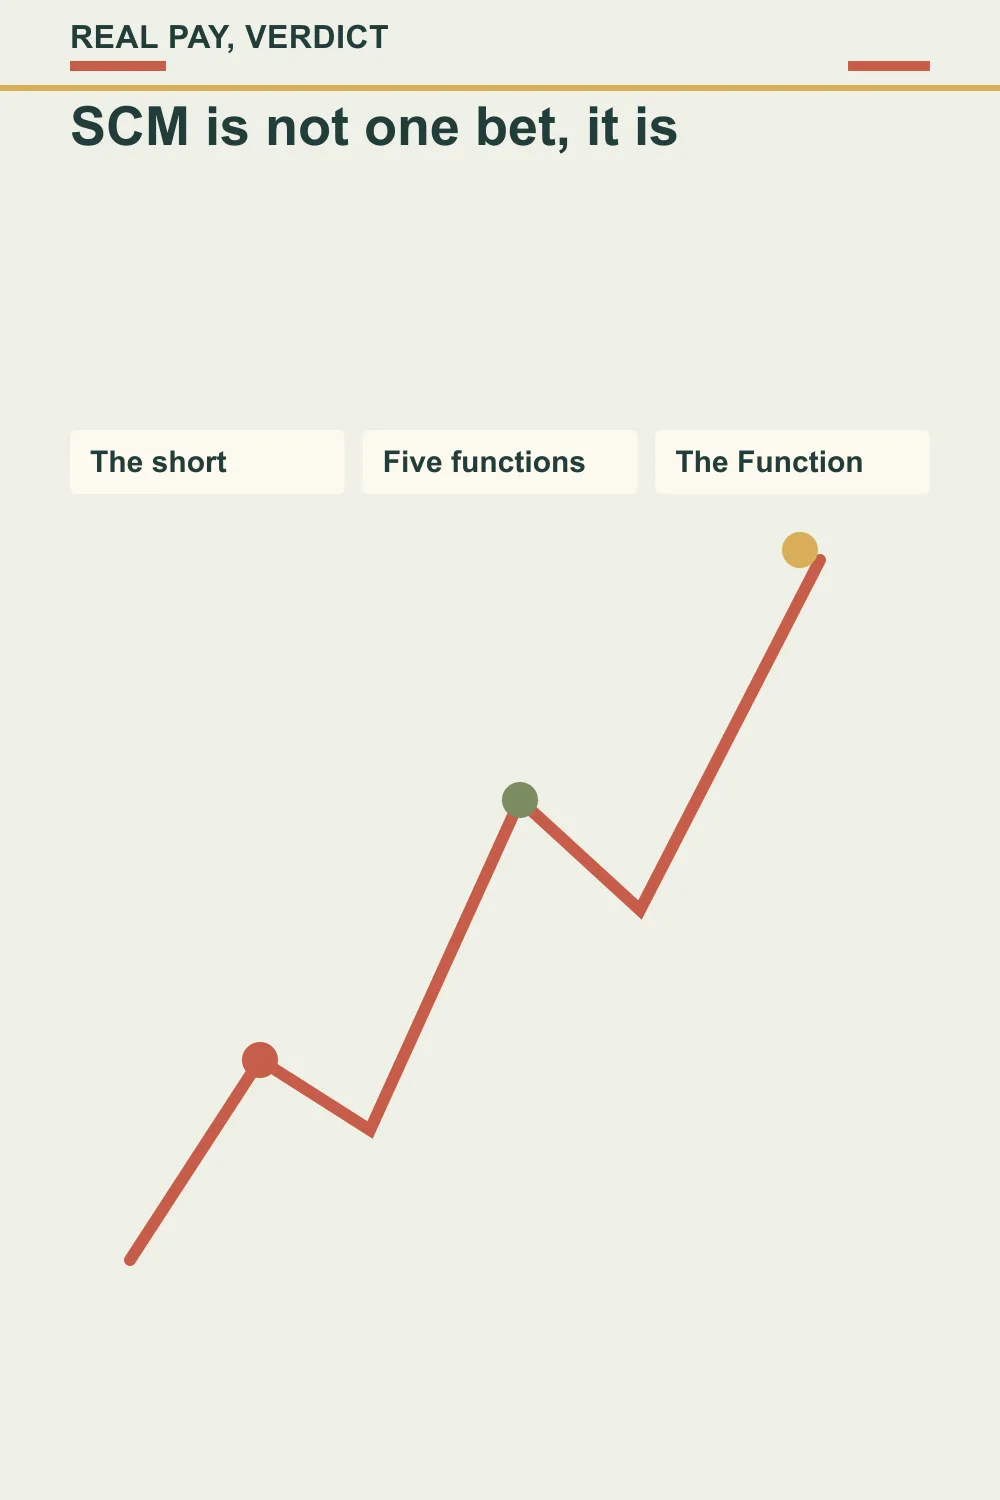 REAL PAY, VERDICT
SCM is not one bet, it is
The short
Five functions
The Function